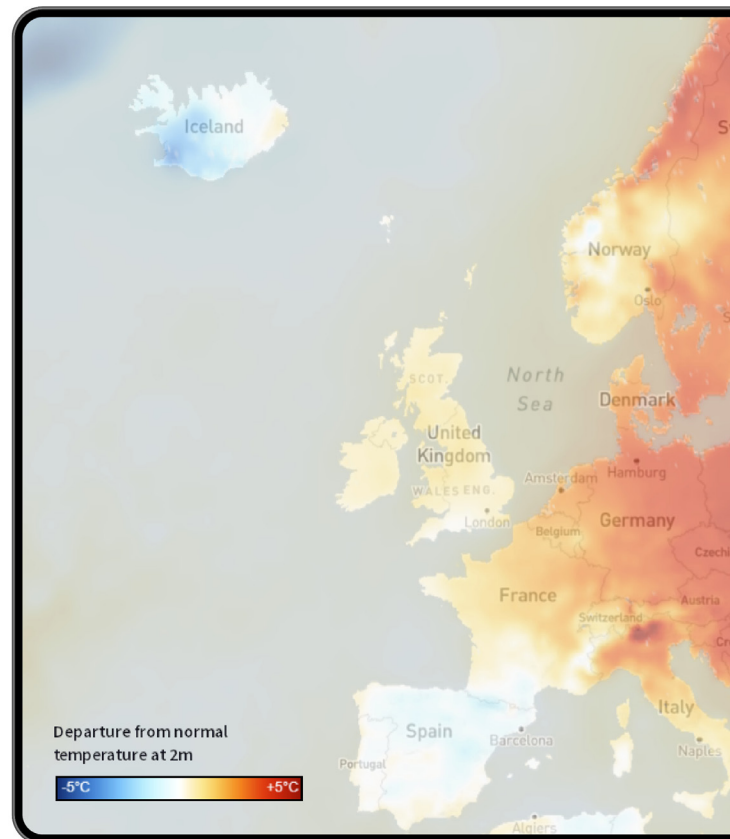 Iceland
Norway
Oslo
North
Sea
SCOT.
Denmark
United
Kingdom
Hamburg
Amsterdam
WALES ENG.
London
Germany
Belgium
Czechi
France
Austria
Switzerland
Italy
Spain
Barcelona
Naples
Portugal
Algiers
Departure from normal
temperature at 2m
-5°C
+5°C